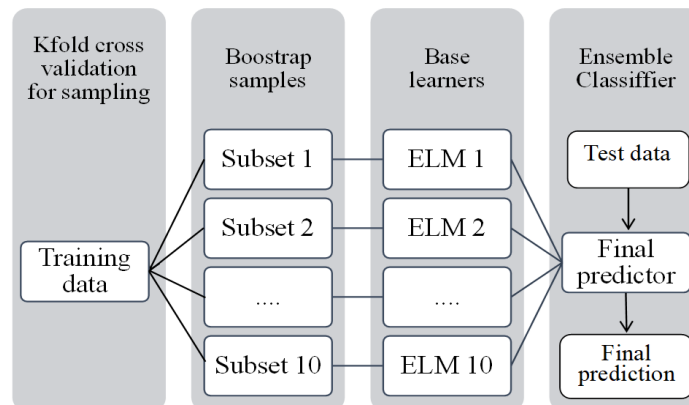 Kfold cross
validation
for sampling
Training
data
Boostrap
samples
Subset 1
Subset 2
....
Subset 10
Base
learners
ELM 1
ELM 2
....
ELM 10
Ensemble
Classiffier
Test data
Final
predictor
Final
prediction